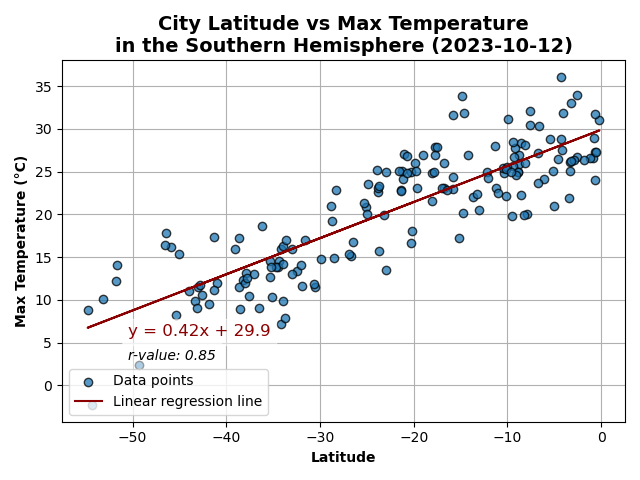 City Latitude vs Max Temperature
in the Southern Hemisphere (2023-10-12)
Max Temperature (°C)
35
30
25
20
15
10
5
0
y = 0.42x + 29.9
r-value: 0.85
Data points
Linear regression line
−50
−40
−30
−20
−10
0
Latitude